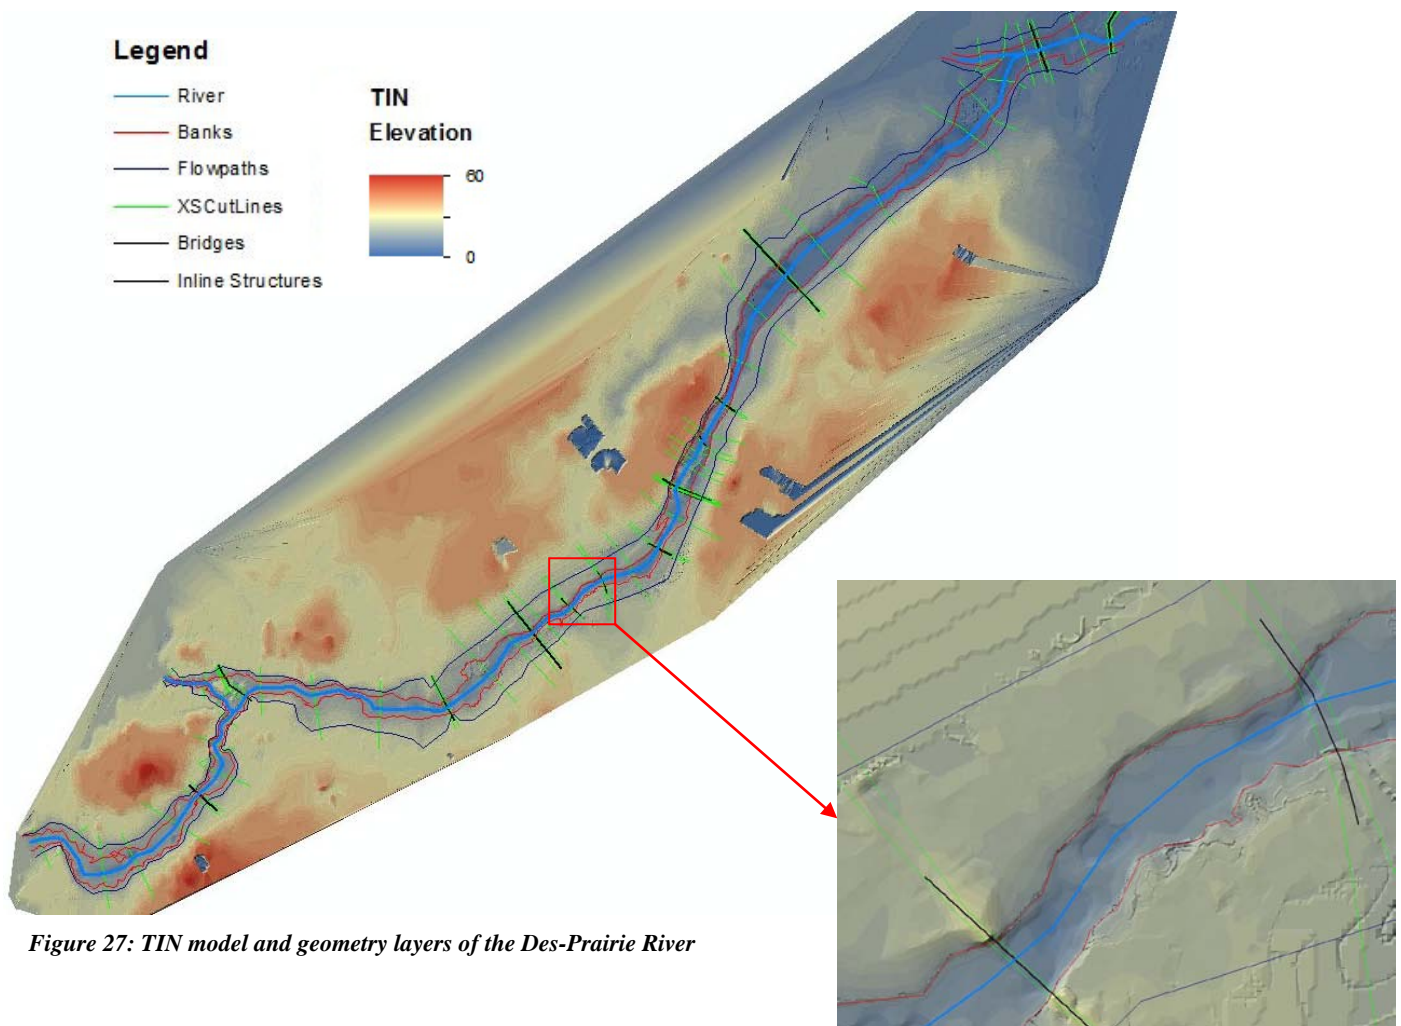 Legend
River
Banks
Flowpaths
XSCutLines
Bridges
Inline Structures
TIN
Elevation
60
0
Figure 27: TIN model and geometry layers of the Des-Prairie River